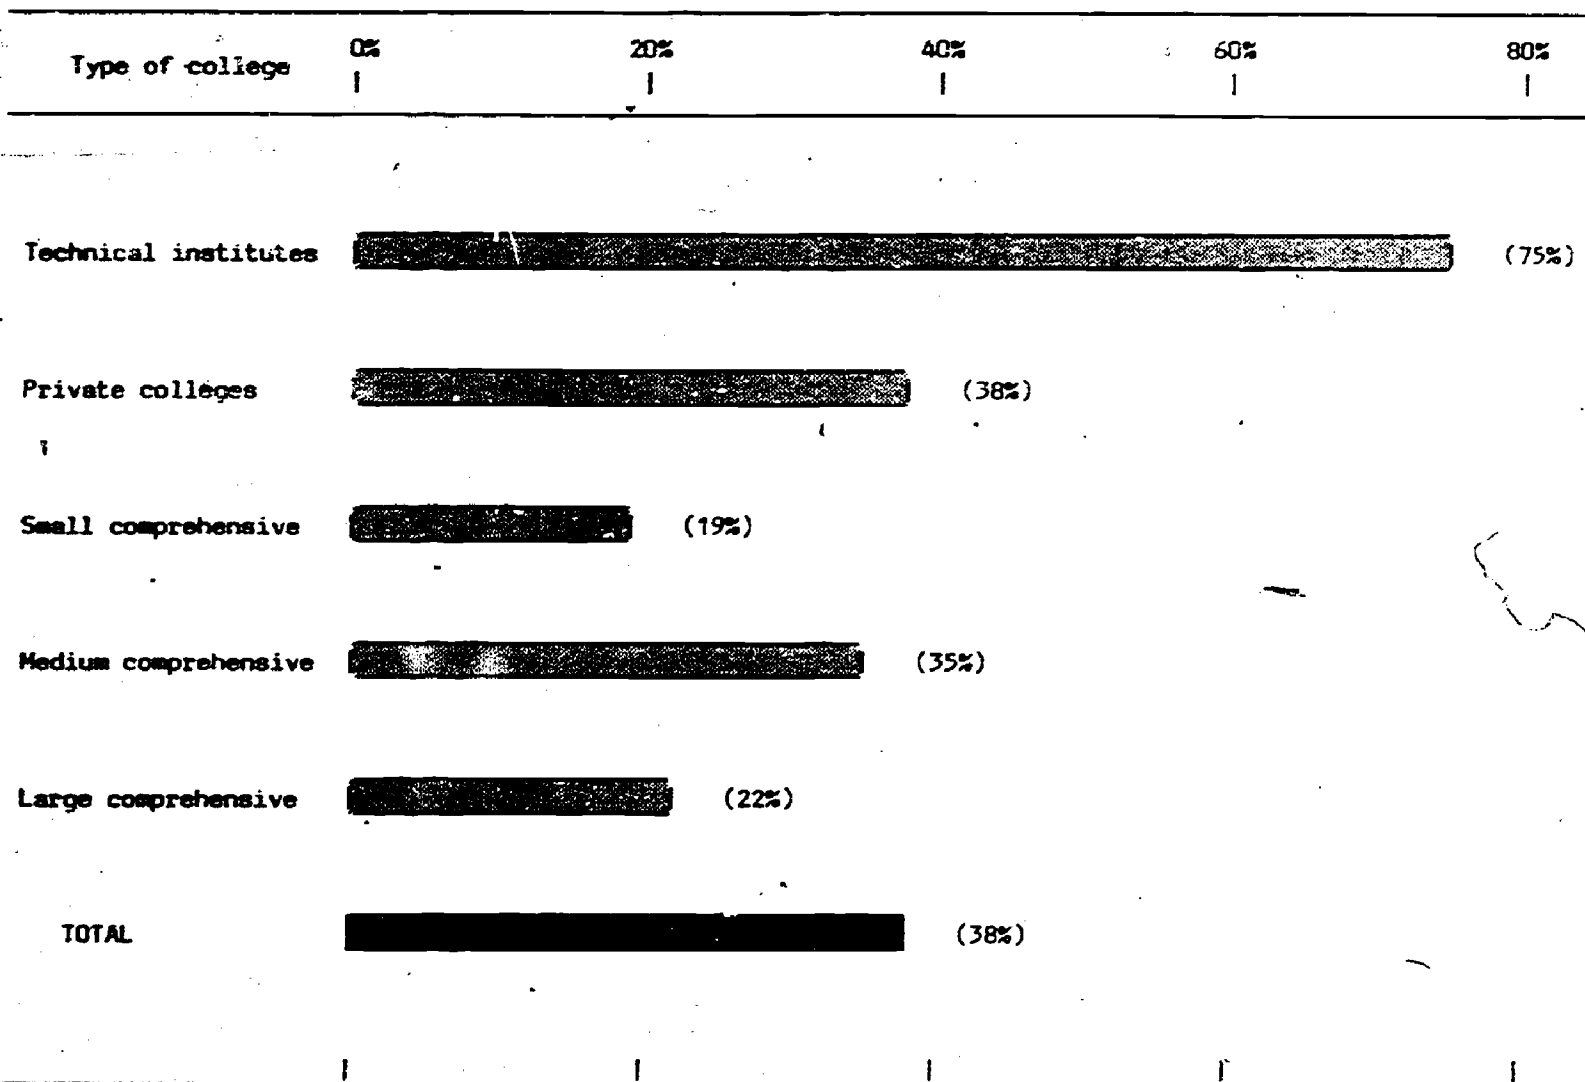 Type of college 0% 20% 40% 60% 80%
Technical institutes (75%)
Private colleges (38%)
Small comprehensive (19%)
Medium comprehensive (35%)
Large comprehensive (22%)
TOTAL (38%)